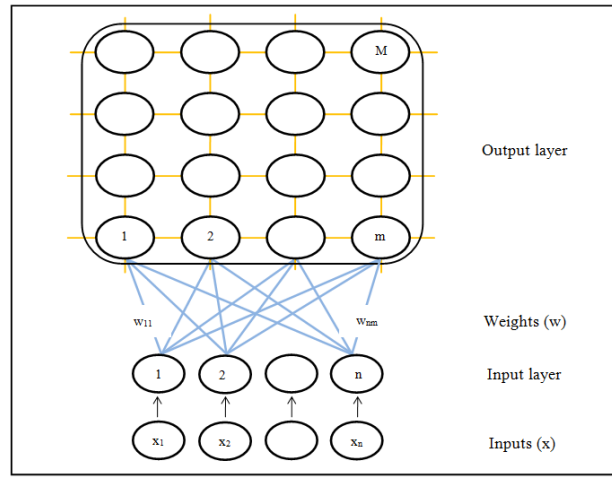 M
Output layer
1 2 m
w₁₁ wₙₘ Weights (w)
1 2 n Input layer
x₁ x₂ xₙ Inputs (x)